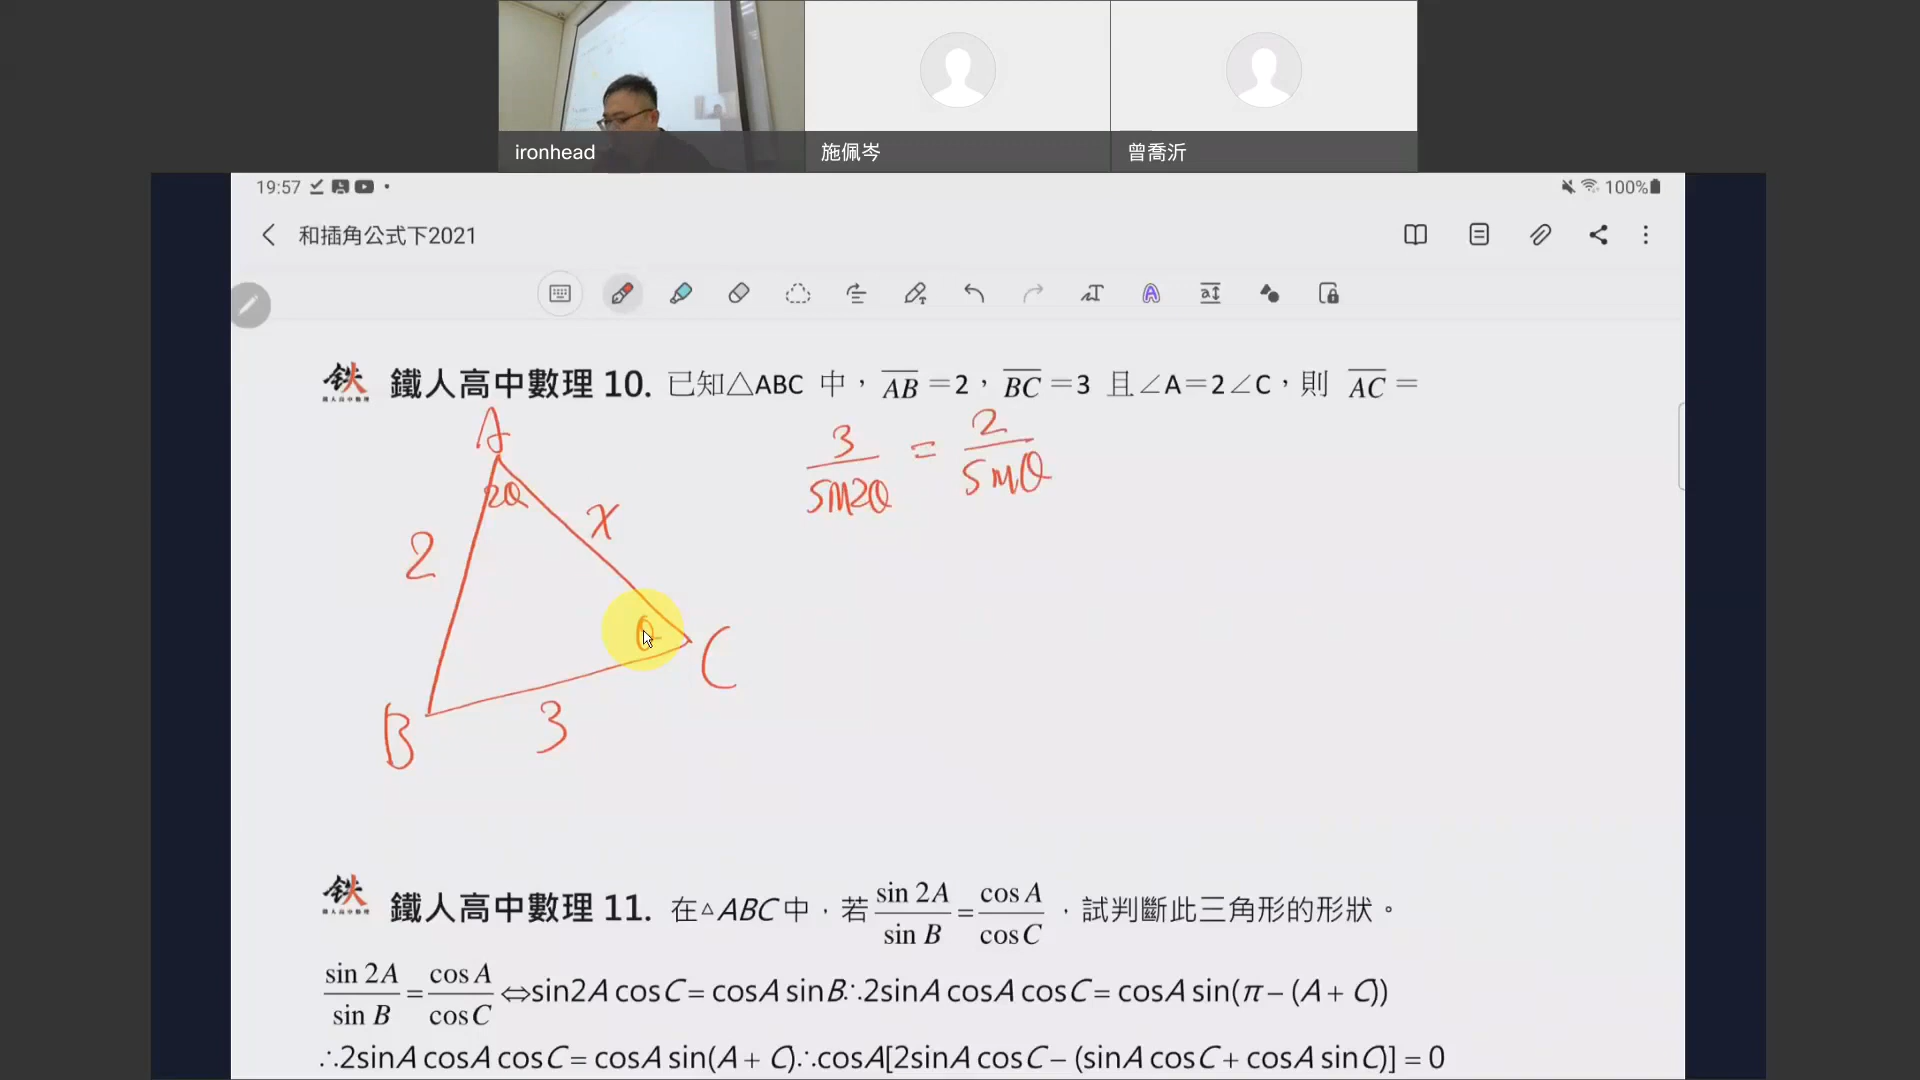 ironhead
施佩岑
曾喬沂
19:57
100%
和插角公式下2021
鐵人高中數理 10. 已知△ABC 中，AB＝2，BC＝3 且∠A＝2∠C，則 AC＝
A
2θ
2
x
θ
B
3
C
3/sin2θ = 2/sinθ
鐵人高中數理 11. 在△ABC中，若 sin 2A/sin B = cos A/cos C，試判斷此三角形的形狀。
sin 2A/sin B = cos A/cos C ⇔sin2A cosC = cosA sinB∴2sinA cosA cosC = cosA sin(π − (A + C))
∴2sinA cosA cosC = cosA sin(A + C)∴cosA[2sinA cosC − (sinA cosC + cosA sinC)] = 0